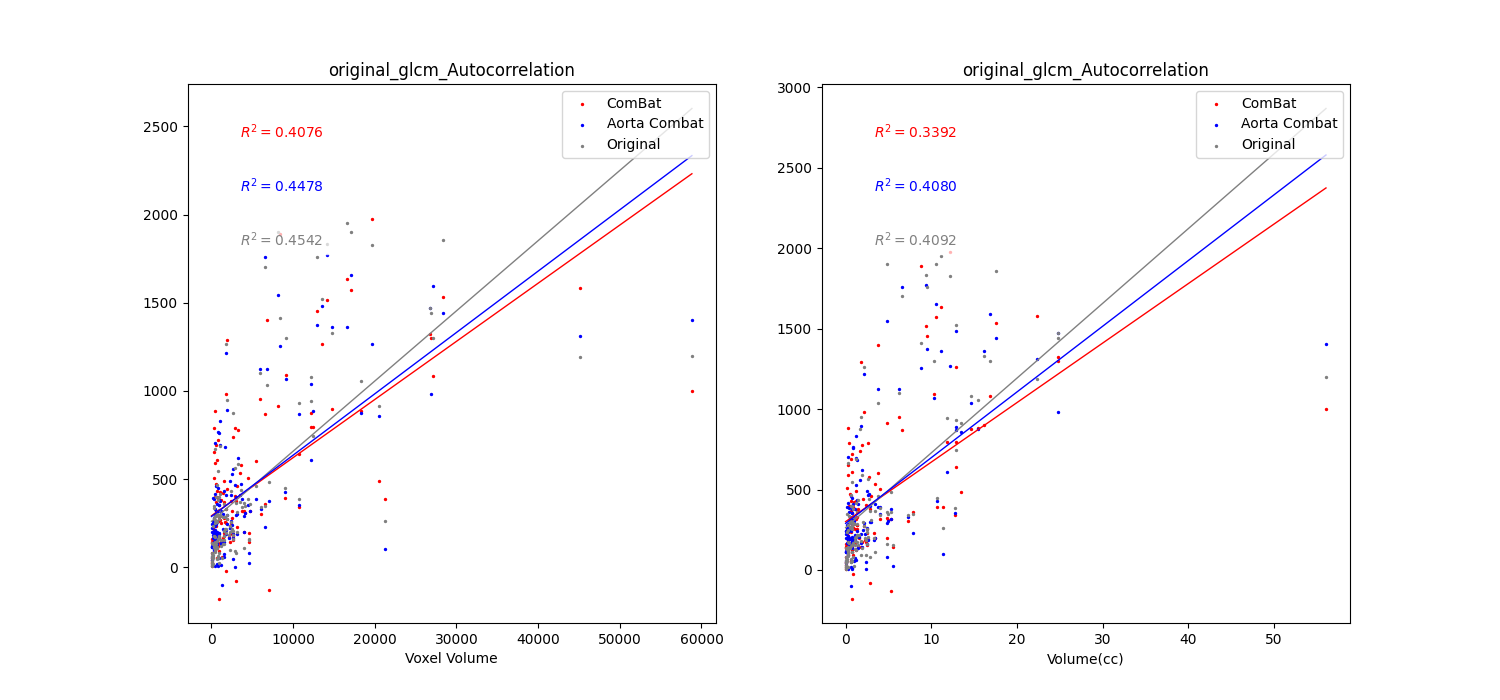 original_glcm_Autocorrelation
ComBat
Aorta Combat
Original
R² = 0.4076
R² = 0.4478
R² = 0.4542
2500
2000
1500
1000
500
0
0 10000 20000 30000 40000 50000 60000
Voxel Volume
original_glcm_Autocorrelation
ComBat
Aorta Combat
Original
R² = 0.3392
R² = 0.4080
R² = 0.4092
3000
2500
2000
1500
1000
500
0
0 10 20 30 40 50
Volume(cc)